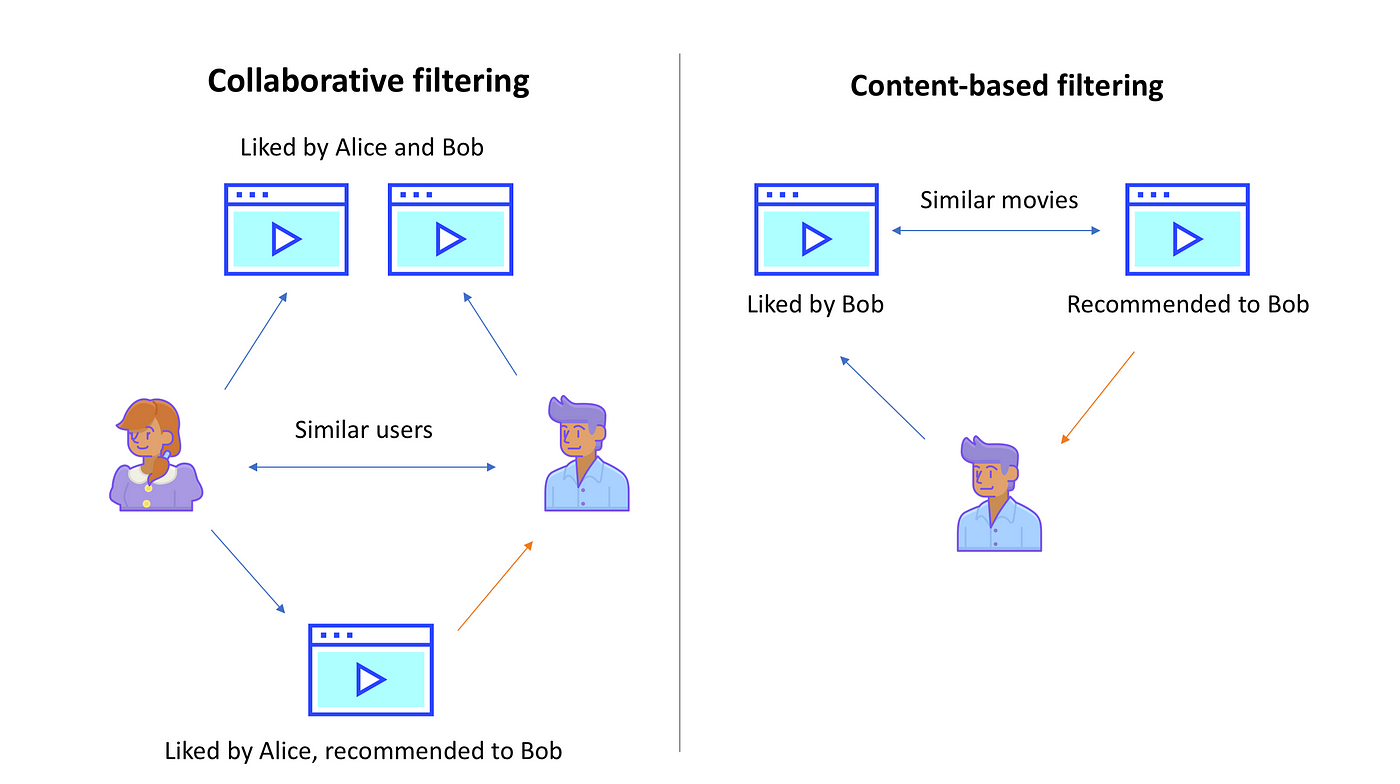 Collaborative filtering
Liked by Alice and Bob
Similar users
Liked by Alice, recommended to Bob
Content-based filtering
Similar movies
Liked by Bob
Recommended to Bob